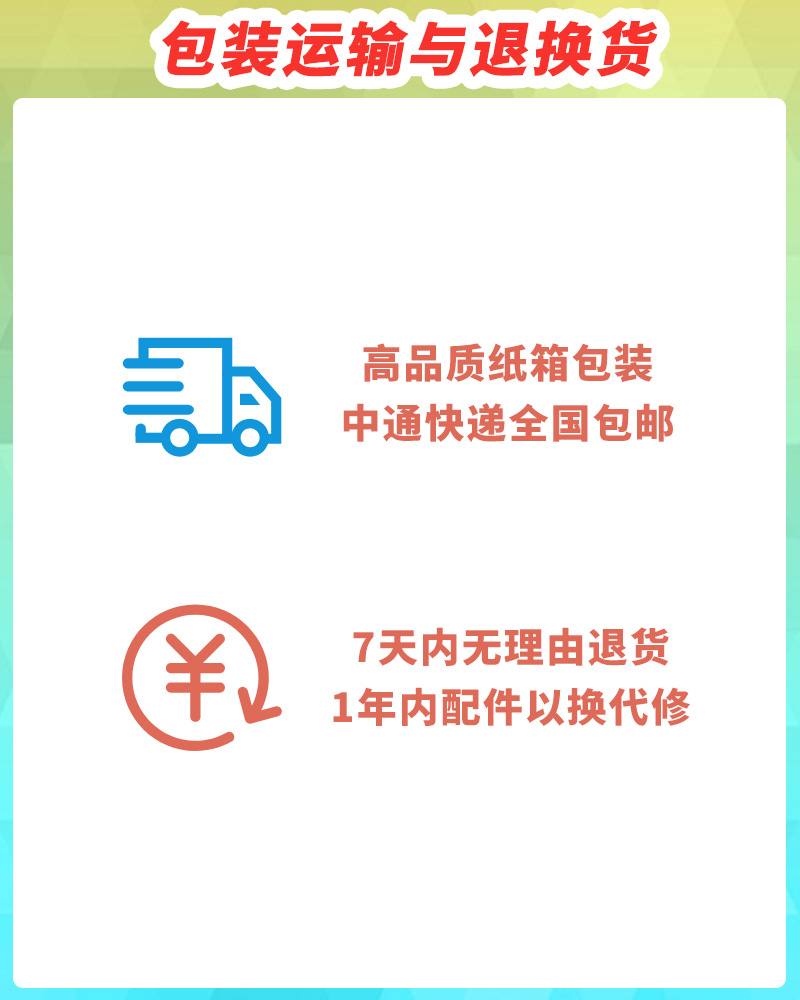 包装运输与退换货
高品质纸箱包装
中通快递全国包邮
7天内无理由退货
1年内配件以换代修